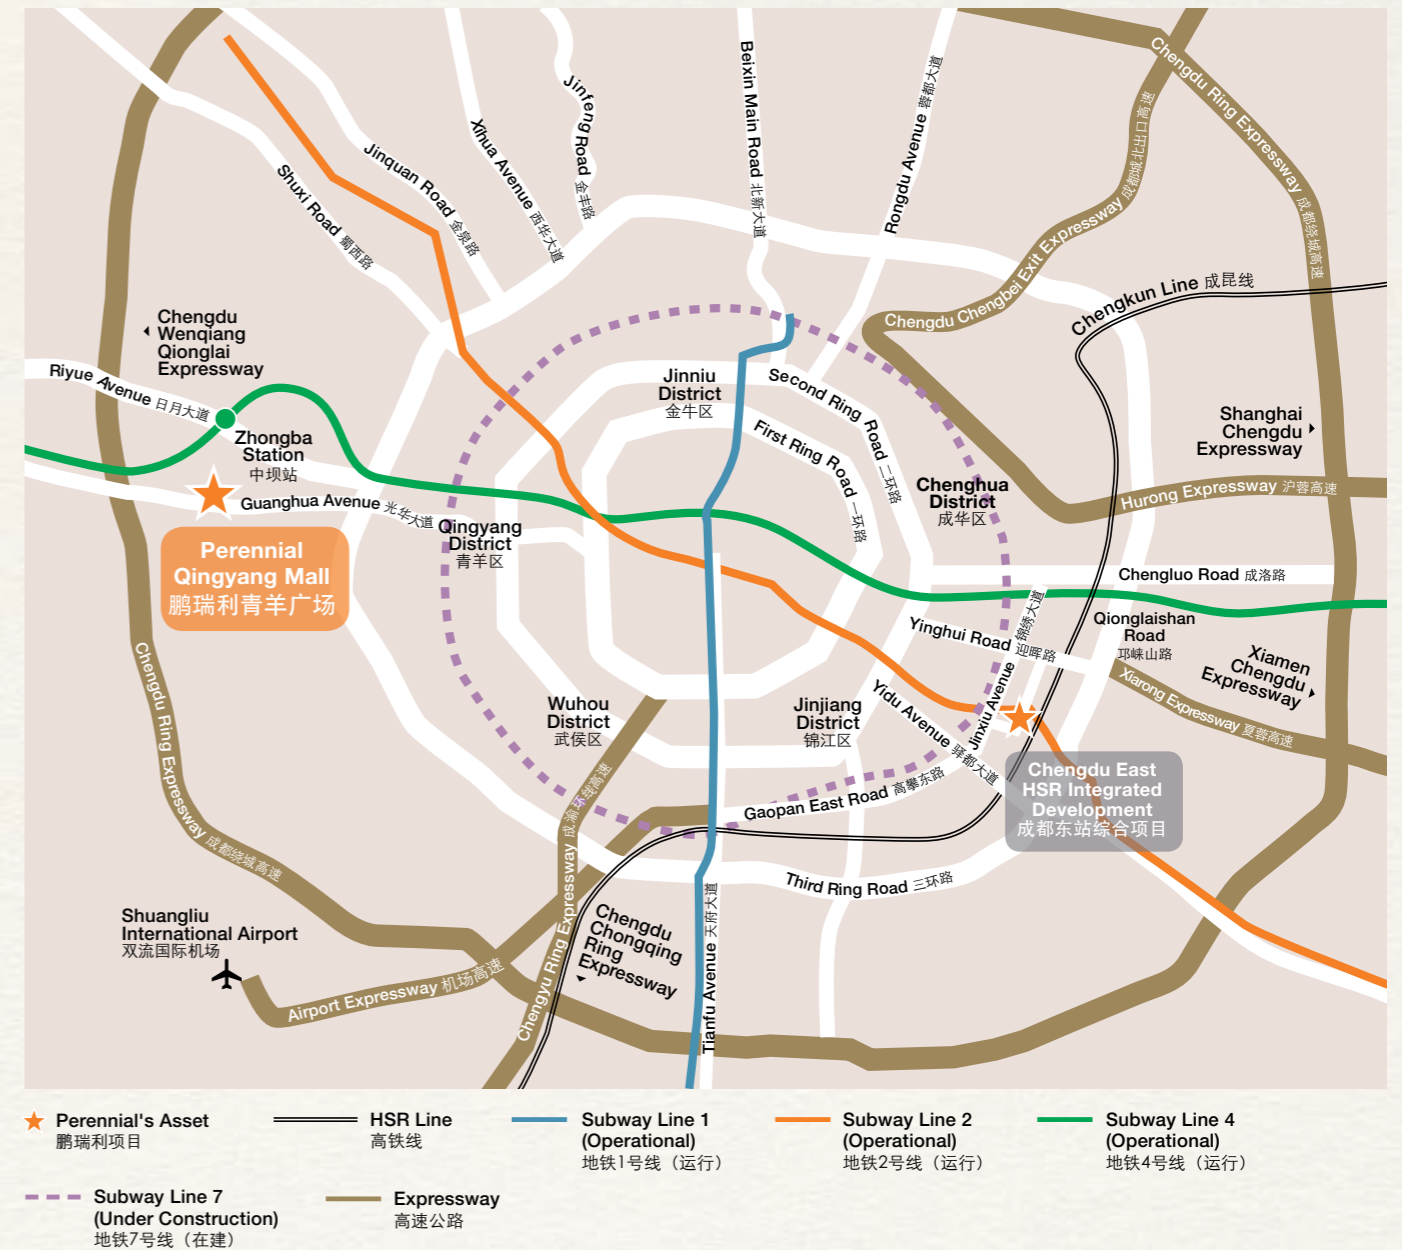 Beixin Main Road 北新大道
Rongdu Avenue 蓉都大道
Chengdu Ring Expressway 成都绕城高速
Jinfeng Road 金丰路
Xihua Avenue 西华大道
Jinquan Road 金泉路
Shuxi Road 蜀西路
Chengdu Chengbei Exit Expressway 成都城北出口高速
Chengkun Line 成昆线
Chengdu
Wenqiang
Qionglai
Expressway
Riyue Avenue 日月大道
Zhongba
Station
中坝站
Jinniu
District
金牛区
Second Ring Road 二环路
First Ring Road 一环路
Shanghai
Chengdu
Expressway
Hurong Expressway 沪蓉高速
Chenghua
District
成华区
Guanghua Avenue 光华大道
Qingyang
District
青羊区
Perennial
Qingyang Mall
鹏瑞利青羊广场
Chengluo Road 成洛路
Qionglaishan
Road
邛崃山路
Yinghui Road 迎晖路
Jinxiu Avenue 锦绣大道
Xiamen
Chengdu
Expressway
Xiarong Expressway 夏蓉高速
Chengdu Ring Expressway 成都绕城高速
Wuhou
District
武侯区
Jinjiang
District
锦江区
Yidu Avenue 驿都大道
Chengdu East
HSR Integrated
Development
成都东站综合项目
Gaopan East Road 高攀东路
Third Ring Road 三环路
Chengyu Ring Expressway 成渝环线高速
Chengdu
Chongqing
Ring
Expressway
Tianfu Avenue 天府大道
Shuangliu
International Airport
双流国际机场
Airport Expressway 机场高速
Perennial's Asset
鹏瑞利项目
HSR Line
高铁线
Subway Line 1
(Operational)
地铁1号线（运行）
Subway Line 2
(Operational)
地铁2号线（运行）
Subway Line 4
(Operational)
地铁4号线（运行）
Subway Line 7
(Under Construction)
地铁7号线（在建）
Expressway
高速公路